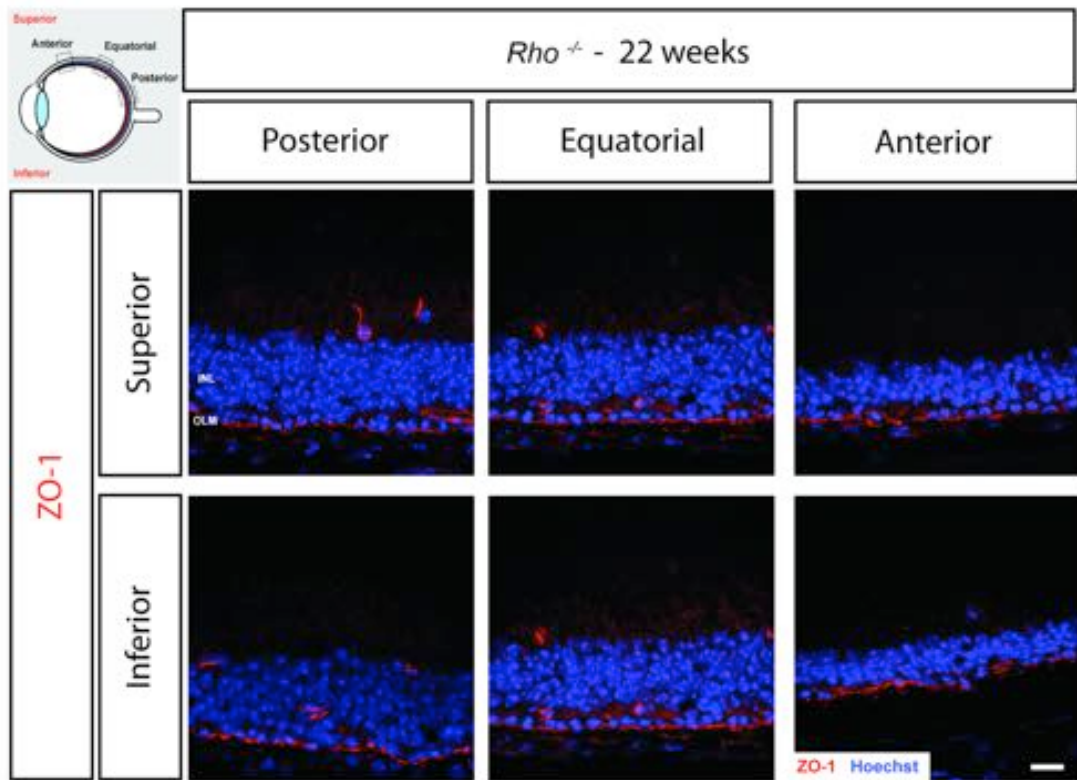 Superior
Anterior
Equatorial
Posterior
Inferior
Rho -/- - 22 weeks
Posterior
Equatorial
Anterior
ZO-1
Superior
INL
OLM
Inferior
ZO-1 Hoechst